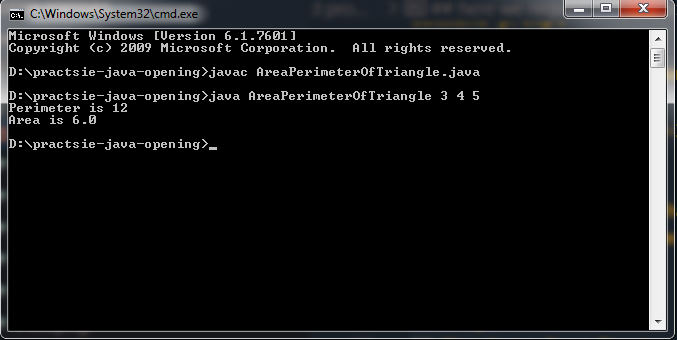 C:\Windows\System32\cmd.exe
Microsoft Windows [Version 6.1.7601]
Copyright (c) 2009 Microsoft Corporation.  All rights reserved.
D:\practsie-java-opening>javac AreaPerimeterOfTriangle.java
D:\practsie-java-opening>java AreaPerimeterOfTriangle 3 4 5
Perimeter is 12
Area is 6.0
D:\practsie-java-opening>_